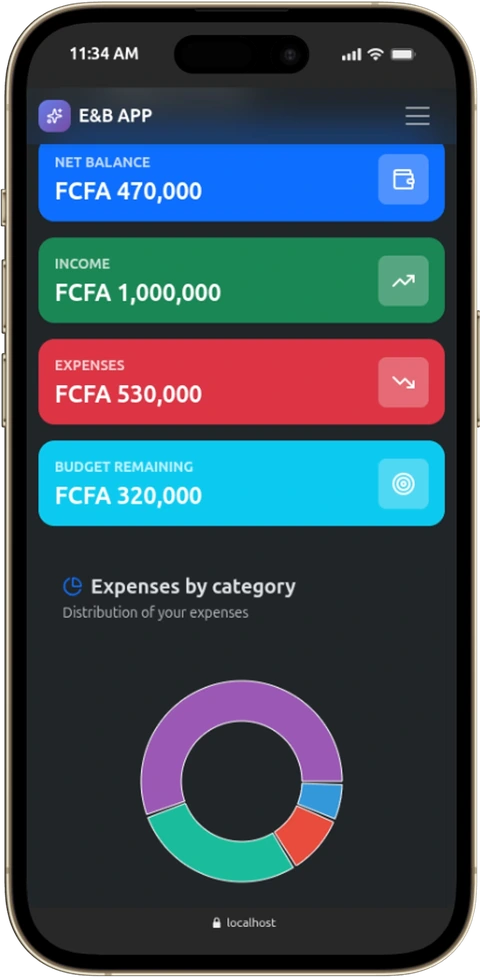 11:34 AM
E&B APP
NET BALANCE
FCFA 470,000
INCOME
FCFA 1,000,000
EXPENSES
FCFA 530,000
BUDGET REMAINING
FCFA 320,000
Expenses by category
Distribution of your expenses
localhost